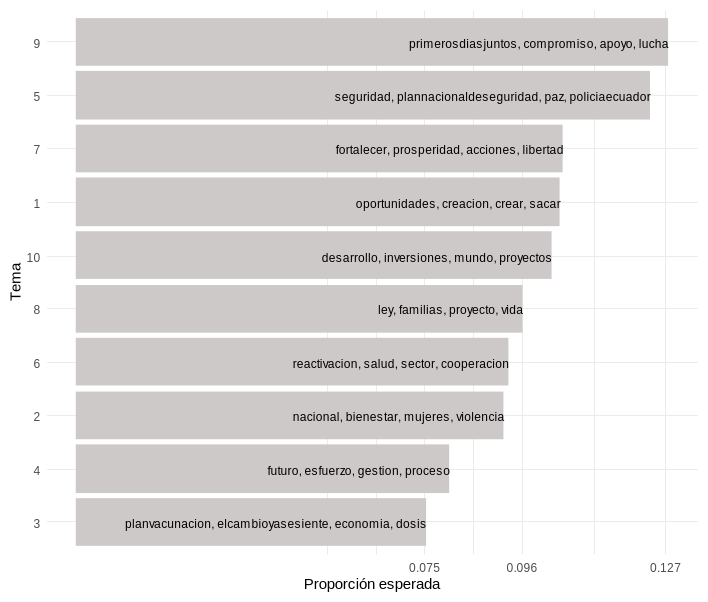 9 primerosdiasjuntos, compromiso, apoyo, lucha
5 seguridad, plannacionaldeseguridad, paz, policiaecuador
7 fortalecer, prosperidad, acciones, libertad
1 oportunidades, creacion, crear, sacar
10 desarrollo, inversiones, mundo, proyectos
Tema
8 ley, familias, proyecto, vida
6 reactivacion, salud, sector, cooperacion
2 nacional, bienestar, mujeres, violencia
4 futuro, esfuerzo, gestion, proceso
3 planvacunacion, elcambioyasesiente, economia, dosis
0.075 0.096 0.127
Proporción esperada